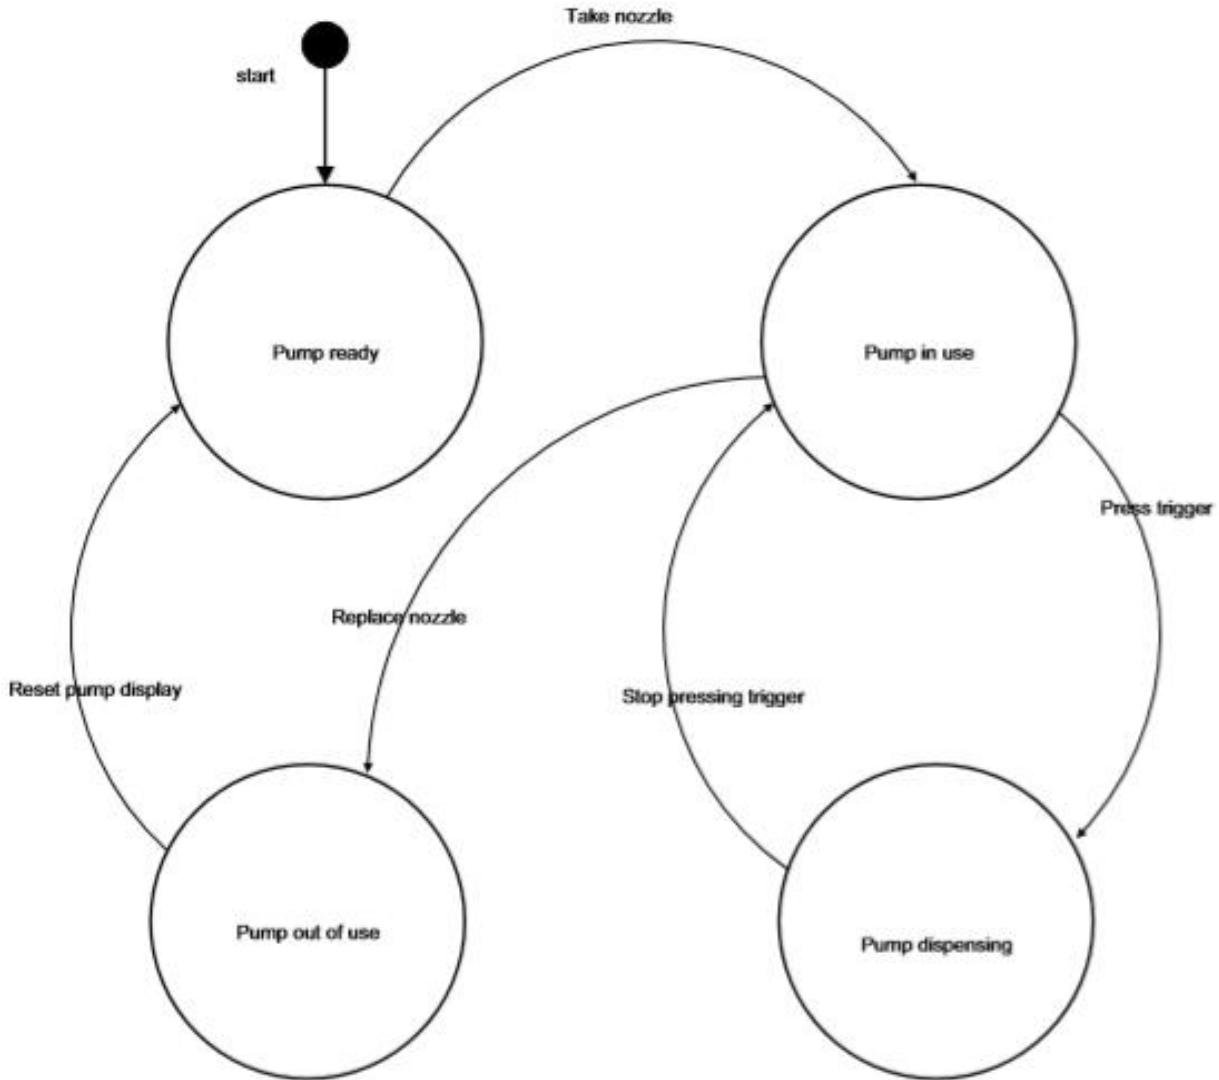 Take nozzle
start
Pump ready
Pump in use
Press trigger
Replace nozzle
Reset pump display
Stop pressing trigger
Pump out of use
Pump dispensing